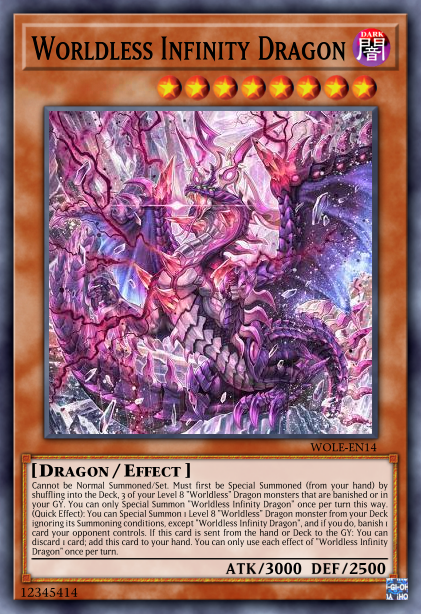 WORLDLESS INFINITY DRAGON
DARK
闇
WOLE-EN14
[DRAGON / EFFECT ]
Cannot be Normal Summoned/Set. Must first be Special Summoned (from your hand) by
shuffling into the Deck, 3 of your Level 8 "Worldless" Dragon monsters that are banished or in
your GY. You can only Special Summon "Worldless Infinity Dragon" once per turn this way.
(Quick Effect): You can Special Summon 1 Level 8 "Worldless" Dragon monster from your Deck
ignoring its Summoning conditions, except "Worldless Infinity Dragon", and if you do, banish 1
card your opponent controls. If this card is sent from the hand or Deck to the GY: You can
discard 1 card; add this card to your hand. You can only use each effect of "Worldless Infinity
Dragon" once per turn.
ATK/3000 DEF/2500
12345414